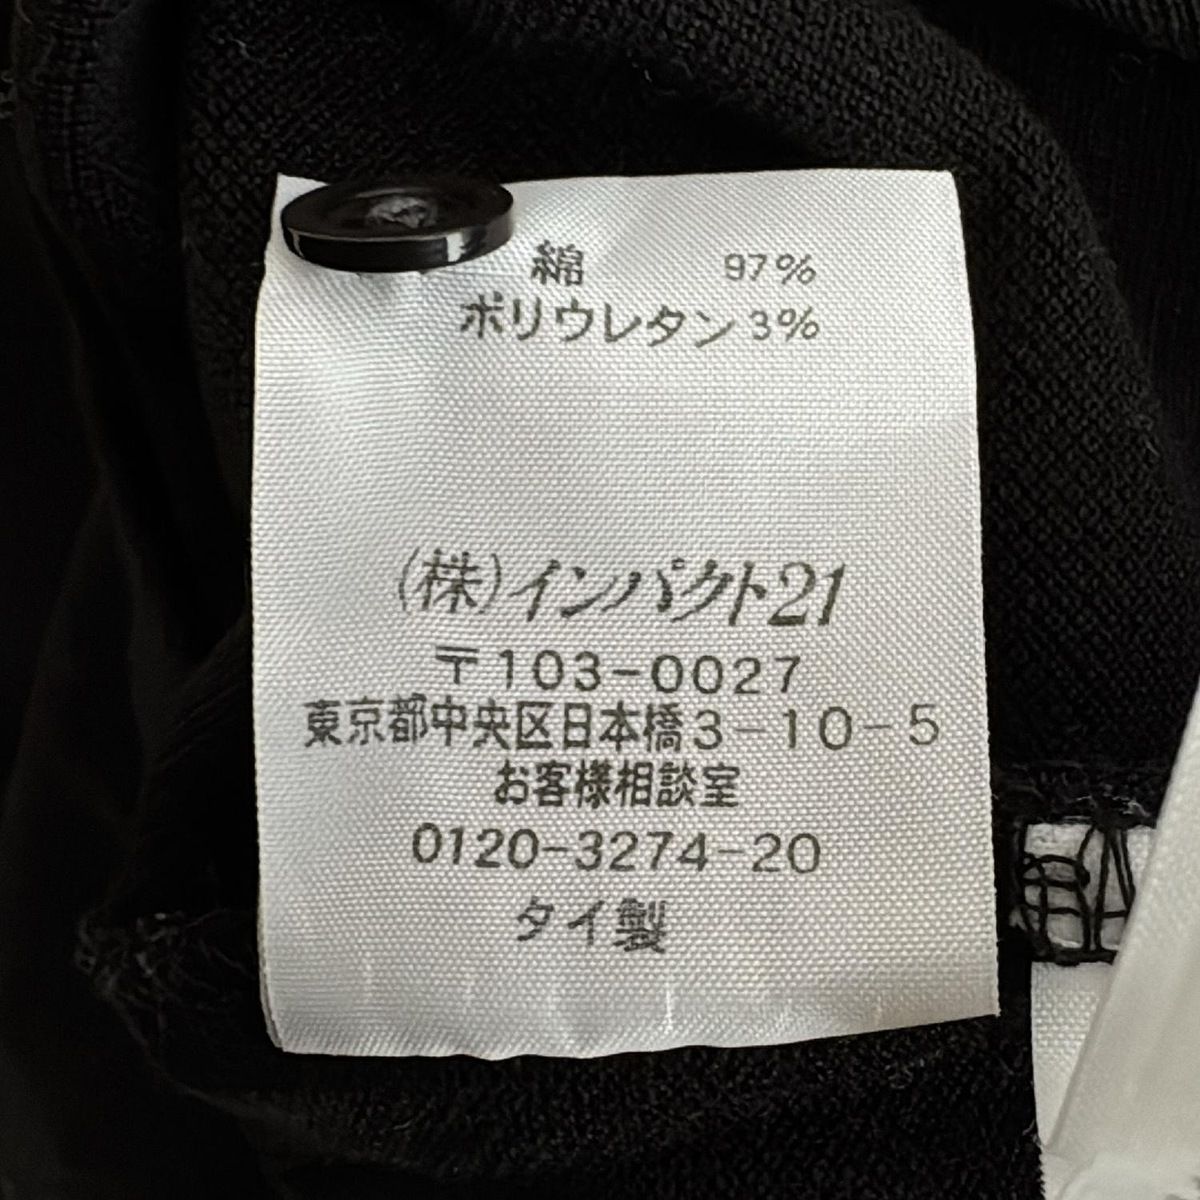 綿 97%
ポリウレタン 3%
(株)インパクト21
〒103-0027
東京都中央区日本橋3-10-5
お客様相談室
0120-3274-20
タイ製